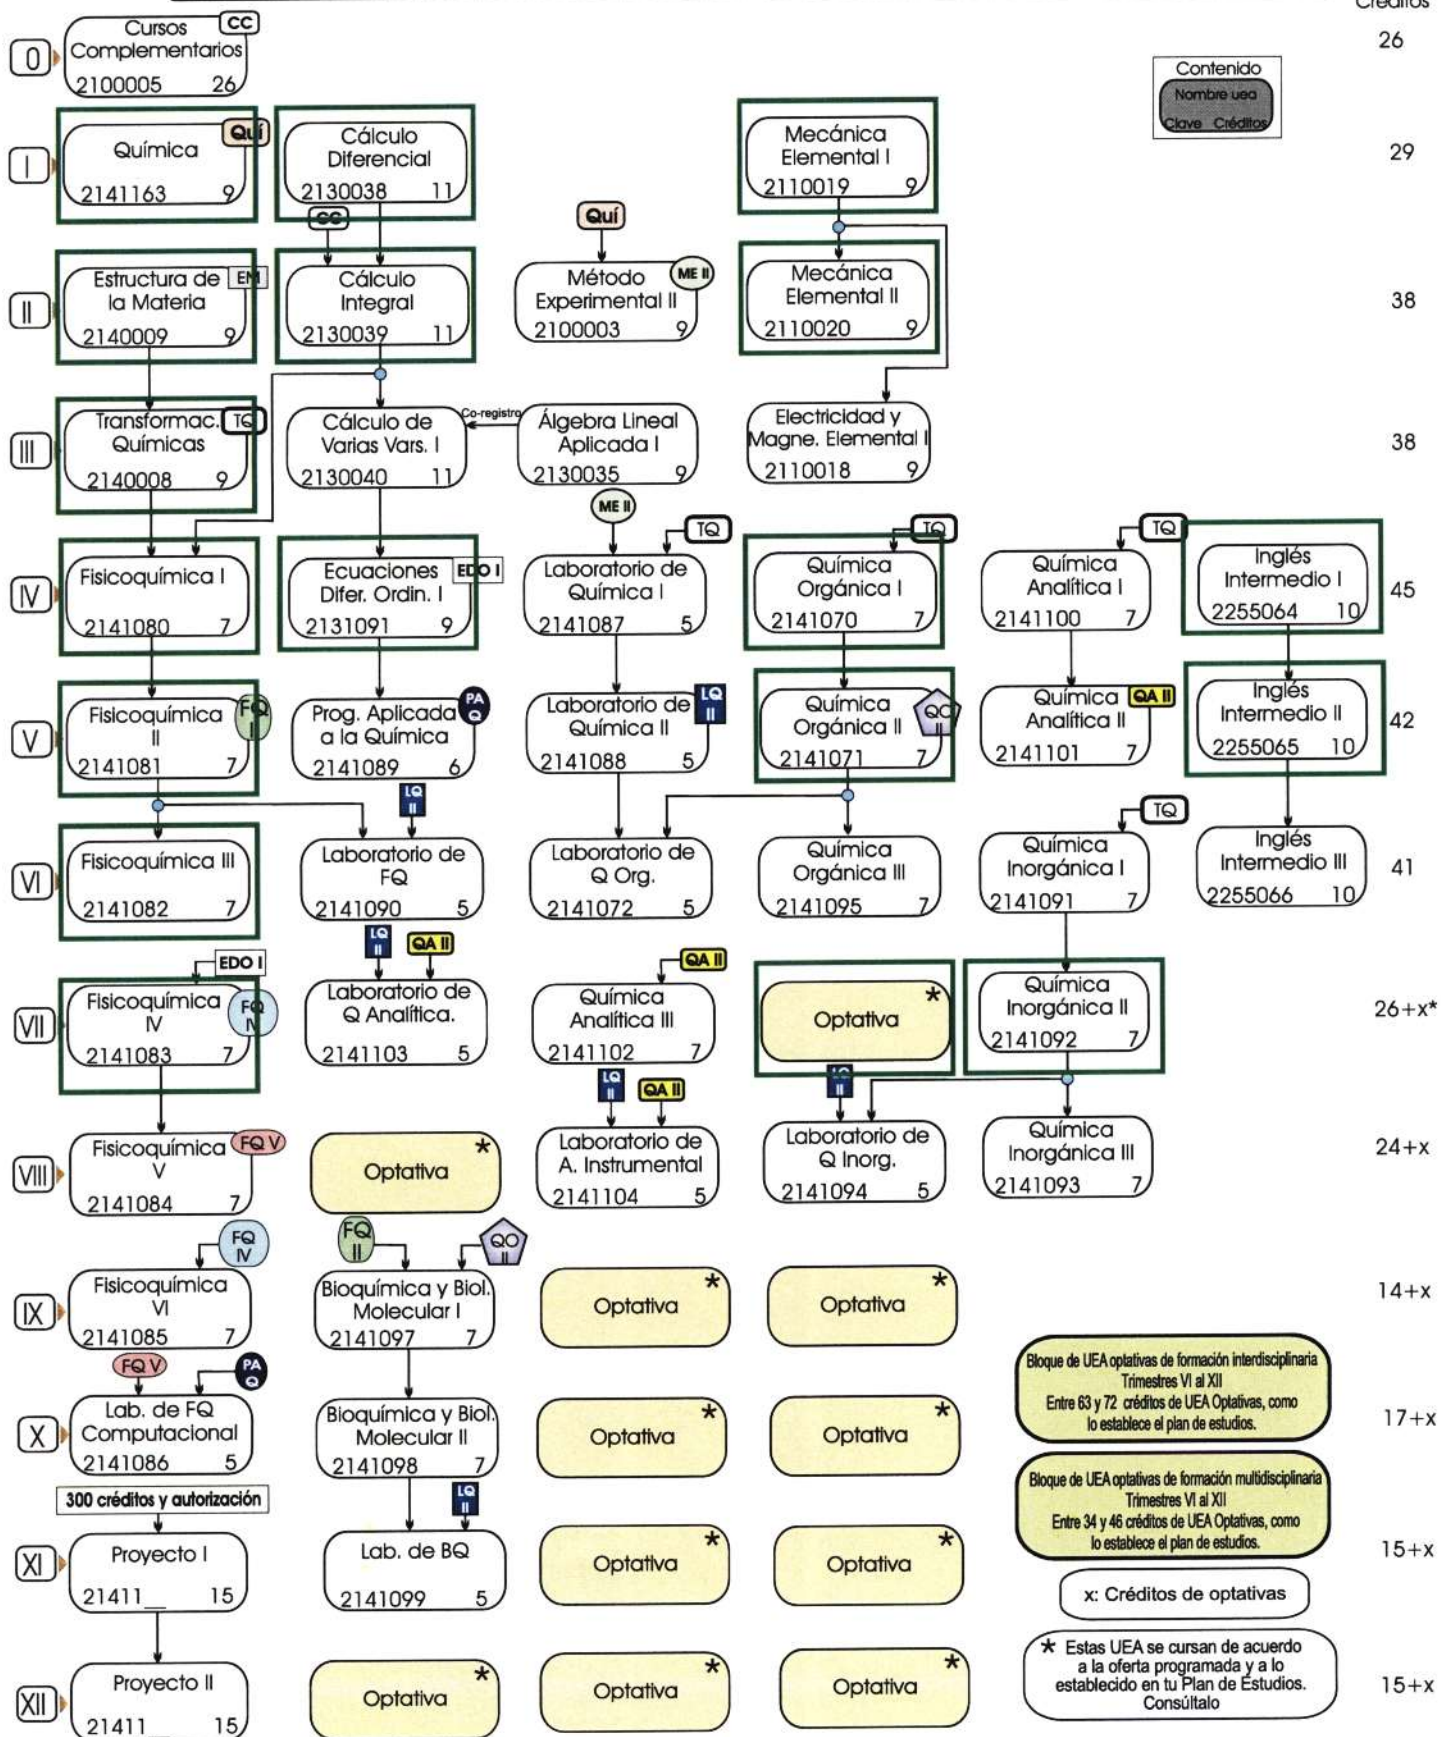 Créditos
0
Cursos
Complementarios
CC
2100005 26
26
Contenido
Nombre uea
Clave Créditos
I
Química
Quí
2141163 9
Cálculo
Diferencial
2130038 11
Mecánica
Elemental I
2110019 9
29
CC
Quí
II
Estructura de
la Materia
EM
2140009 9
Cálculo
Integral
2130039 11
Método
Experimental II
ME II
2100003 9
Mecánica
Elemental II
2110020 9
38
III
Transformac.
Químicas
TQ
2140008 9
Cálculo de
Varias Vars. I
2130040 11
Co-registro
Álgebra Lineal
Aplicada I
2130035 9
Electricidad y
Magne. Elemental I
2110018 9
38
ME II
TQ
TQ
TQ
IV
Fisicoquímica I
2141080 7
Ecuaciones
Difer. Ordin. I
EDO I
2131091 9
Laboratorio de
Química I
2141087 5
Química
Orgánica I
2141070 7
Química
Analítica I
2141100 7
Inglés
Intermedio I
2255064 10
45
V
Fisicoquímica
II
FQ
II
2141081 7
Prog. Aplicada
a la Química
PA
Q
2141089 6
Laboratorio de
Química II
LQ
II
2141088 5
Química
Orgánica II
QO
II
2141071 7
Química
Analítica II
QA II
2141101 7
Inglés
Intermedio II
2255065 10
42
LQ
II
TQ
VI
Fisicoquímica III
2141082 7
Laboratorio de
FQ
2141090 5
Laboratorio de
Q Org.
2141072 5
Química
Orgánica III
2141095 7
Química
Inorgánica I
2141091 7
Inglés
Intermedio III
2255066 10
41
EDO I
LQ
II
QA II
QA II
VII
Fisicoquímica
IV
FQ
IV
2141083 7
Laboratorio de
Q Analítica.
2141103 5
Química
Analítica III
2141102 7
Optativa *
Química
Inorgánica II
2141092 7
26+x*
LQ
II
QA II
LQ
II
VIII
Fisicoquímica
V
FQ V
2141084 7
Optativa *
Laboratorio de
A. Instrumental
2141104 5
Laboratorio de
Q Inorg.
2141094 5
Química
Inorgánica III
2141093 7
24+x
FQ
IV
FQ
II
QO
II
IX
Fisicoquímica
VI
2141085 7
Bioquímica y Biol.
Molecular I
2141097 7
Optativa *
Optativa *
14+x
FQ V
PA
Q
X
Lab. de FQ
Computacional
2141086 5
Bioquímica y Biol.
Molecular II
2141098 7
Optativa *
Optativa *
Bloque de UEA optativas de formación interdisciplinaria
Trimestres VI al XII
Entre 63 y 72 créditos de UEA Optativas, como
lo establece el plan de estudios.
17+x
300 créditos y autorización
LQ
II
Bloque de UEA optativas de formación multidisciplinaria
Trimestres VI al XII
Entre 34 y 46 créditos de UEA Optativas, como
lo establece el plan de estudios.
XI
Proyecto I
21411__ 15
Lab. de BQ
2141099 5
Optativa *
Optativa *
15+x
x: Créditos de optativas
XII
Proyecto II
21411__ 15
Optativa *
Optativa *
Optativa *
* Estas UEA se cursan de acuerdo
a la oferta programada y a lo
establecido en tu Plan de Estudios.
Consúltalo
15+x